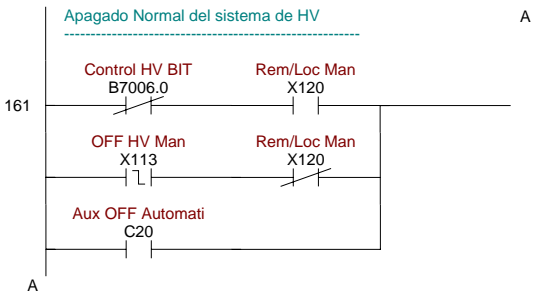 Apagado Normal del sistema de HV
A
--------------------------------------------------------
Control HV BIT
Rem/Loc Man
B7006.0
X120
161
OFF HV Man
Rem/Loc Man
X113
X120
Aux OFF Automati
C20
A